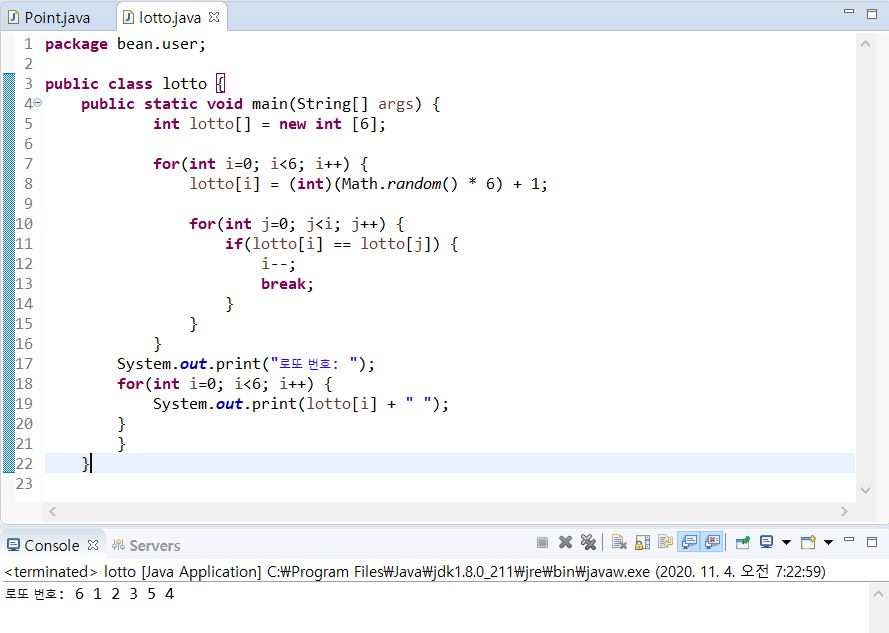 Point.java lotto.java
1 package bean.user;
2
3 public class lotto {
4 public static void main(String[] args) {
5 int lotto[] = new int [6];
6
7 for(int i=0; i<6; i++) {
8 lotto[i] = (int)(Math.random() * 6) + 1;
9
10 for(int j=0; j<i; j++) {
11 if(lotto[i] == lotto[j]) {
12 i--;
13 break;
14 }
15 }
16 }
17 System.out.print("로또 번호: ");
18 for(int i=0; i<6; i++) {
19 System.out.print(lotto[i] + " ");
20 }
21 }
22 }
23
Console Servers
<terminated> lotto [Java Application] C:₩Program Files₩Java₩jdk1.8.0_211₩jre₩bin₩javaw.exe (2020. 11. 4. 오전 7:22:59)
로또 번호: 6 1 2 3 5 4